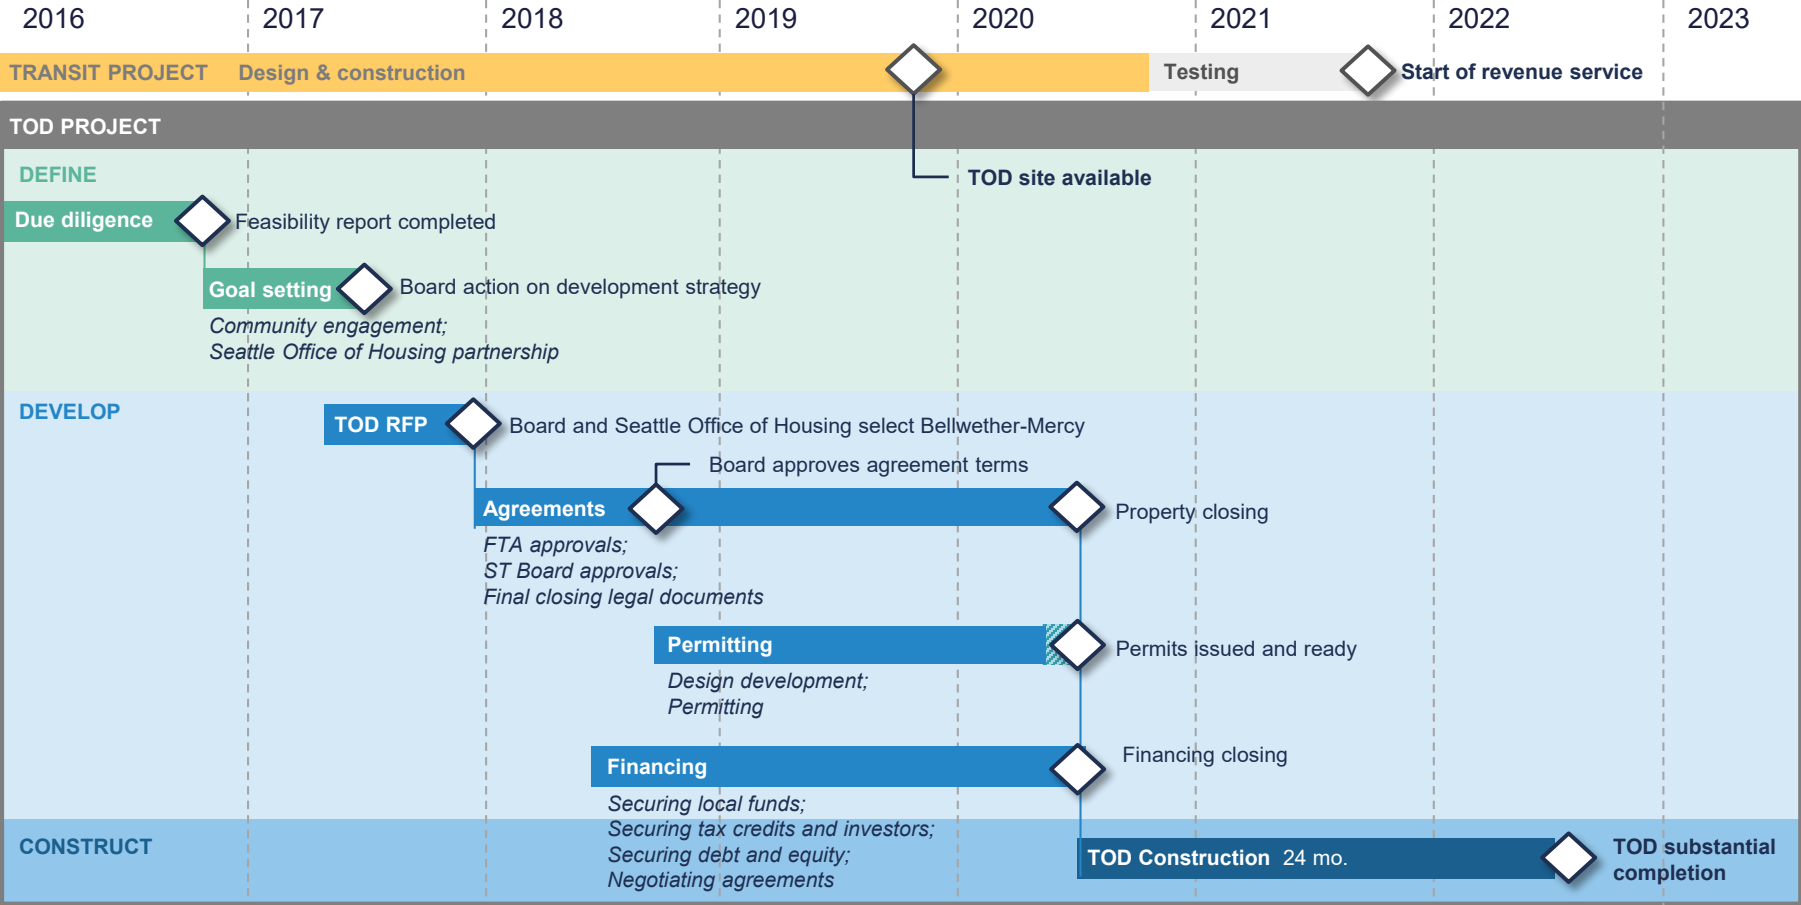 2016
2017
2018
2019
2020
2021
2022
2023
TRANSIT PROJECT
Design & construction
Testing
Start of revenue service
TOD PROJECT
DEFINE
TOD site available
Due diligence
Feasibility report completed
Goal setting
Board action on development strategy
Community engagement;
Seattle Office of Housing partnership
DEVELOP
TOD RFP
Board and Seattle Office of Housing select Bellwether-Mercy
Board approves agreement terms
Agreements
Property closing
FTA approvals;
ST Board approvals;
Final closing legal documents
Permitting
Permits issued and ready
Design development;
Permitting
Financing
Financing closing
Securing local funds;
Securing tax credits and investors;
Securing debt and equity;
Negotiating agreements
CONSTRUCT
TOD Construction 24 mo.
TOD substantial
completion